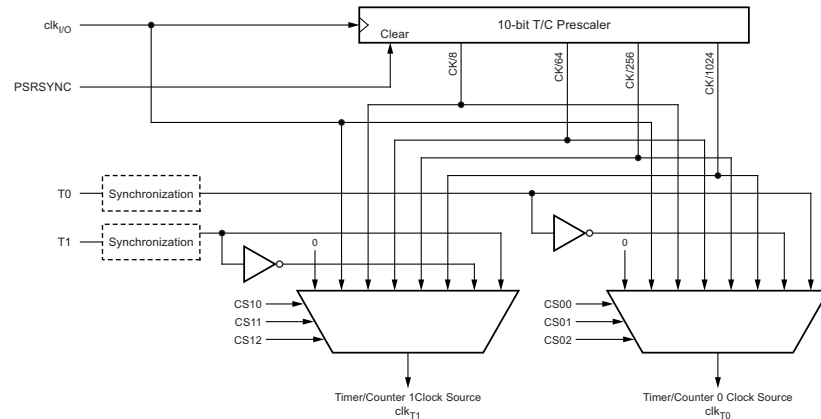 clkI/O
10-bit T/C Prescaler
Clear
PSRSYNC
CK/8
CK/64
CK/256
CK/1024
T0
Synchronization
T1
Synchronization
0
0
CS10
CS11
CS12
CS00
CS01
CS02
Timer/Counter 1Clock Source
clkT1
Timer/Counter 0 Clock Source
clkT0